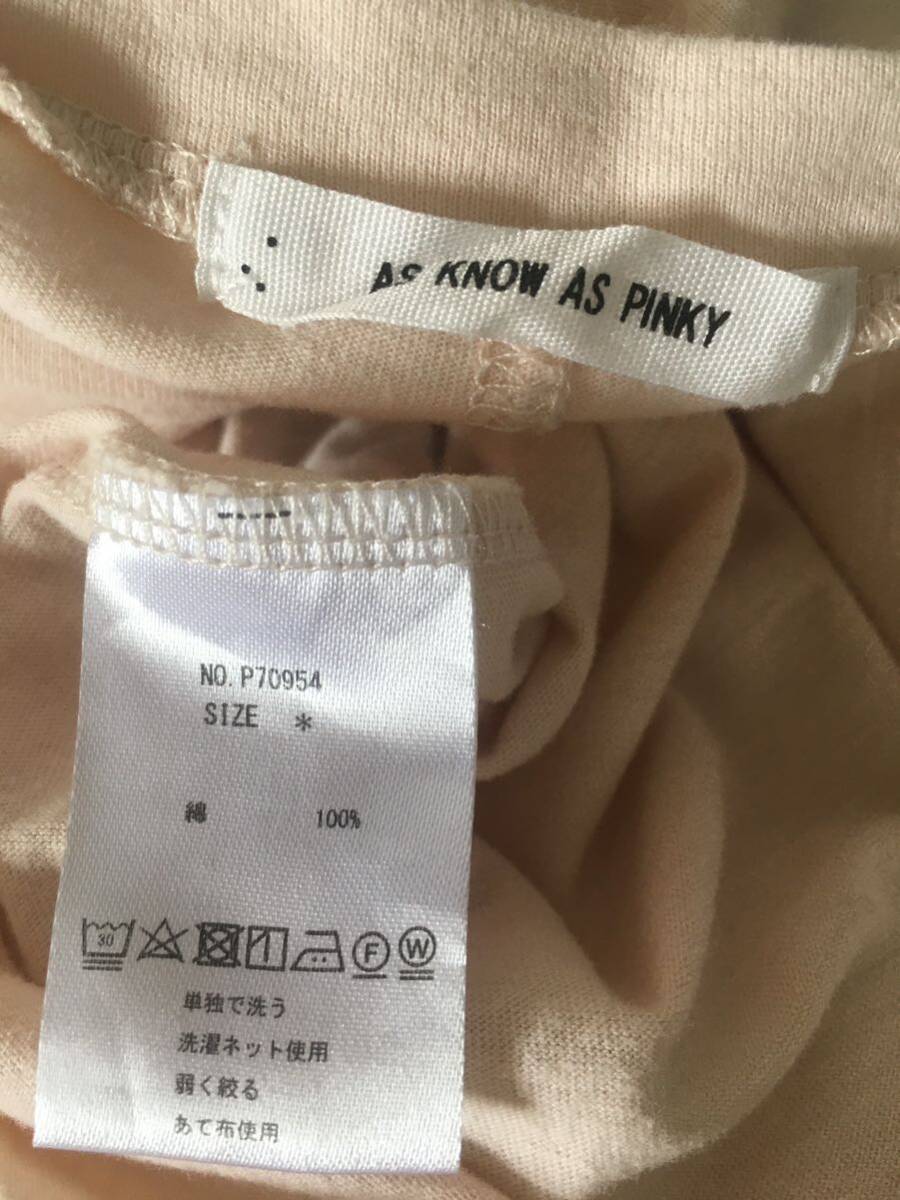 AS KNOW AS PINKY
NO. P70954
SIZE *
綿 100%
30 F W
単独で洗う
洗濯ネット使用
弱く絞る
あて布使用